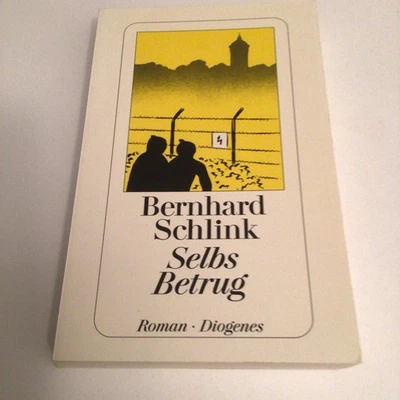 Bernhard
Schlink
Selbs
Betrug
Roman · Diogenes